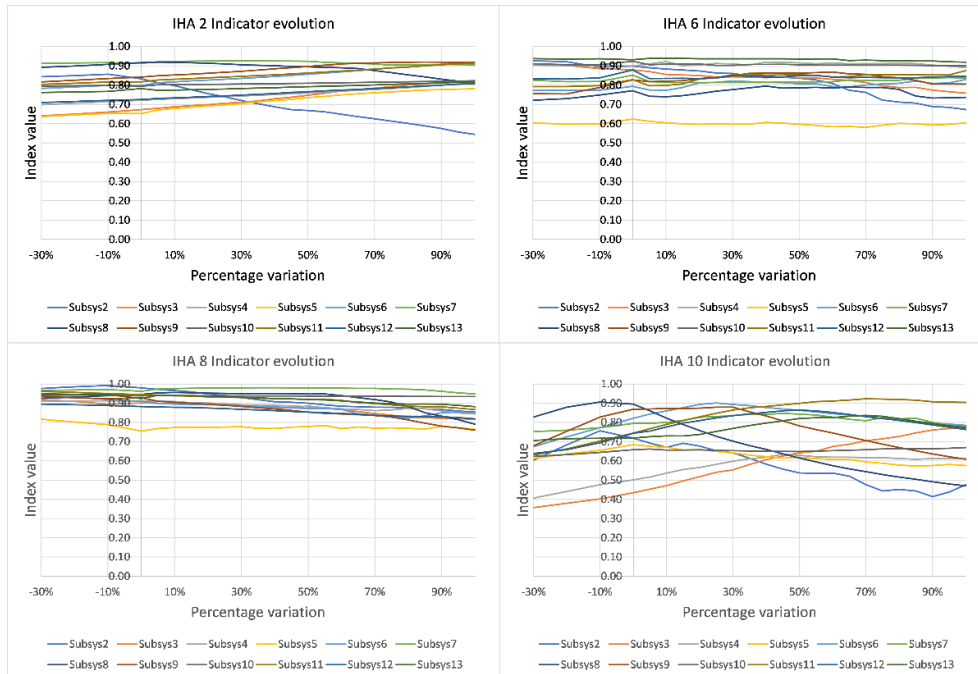 IHA 2 Indicator evolution
Index value
1.00
0.90
0.80
0.70
0.60
0.50
0.40
0.30
0.20
0.10
0.00
-30% -10% 10% 30% 50% 70% 90%
Percentage variation
Subsys2 Subsys3 Subsys4 Subsys5 Subsys6 Subsys7
Subsys8 Subsys9 Subsys10 Subsys11 Subsys12 Subsys13
IHA 6 Indicator evolution
Index value
1.00
0.90
0.80
0.70
0.60
0.50
0.40
0.30
0.20
0.10
0.00
-30% -10% 10% 30% 50% 70% 90%
Percentage variation
Subsys2 Subsys3 Subsys4 Subsys5 Subsys6 Subsys7
Subsys8 Subsys9 Subsys10 Subsys11 Subsys12 Subsys13
IHA 8 Indicator evolution
Index value
1.00
0.90
0.80
0.70
0.60
0.50
0.40
0.30
0.20
0.10
0.00
-30% -10% 10% 30% 50% 70% 90%
Percentage variation
Subsys2 Subsys3 Subsys4 Subsys5 Subsys6 Subsys7
Subsys8 Subsys9 Subsys10 Subsys11 Subsys12 Subsys13
IHA 10 Indicator evolution
Index value
1.00
0.90
0.80
0.70
0.60
0.50
0.40
0.30
0.20
0.10
0.00
-30% -10% 10% 30% 50% 70% 90%
Percentage variation
Subsys2 Subsys3 Subsys4 Subsys5 Subsys6 Subsys7
Subsys8 Subsys9 Subsys10 Subsys11 Subsys12 Subsys13